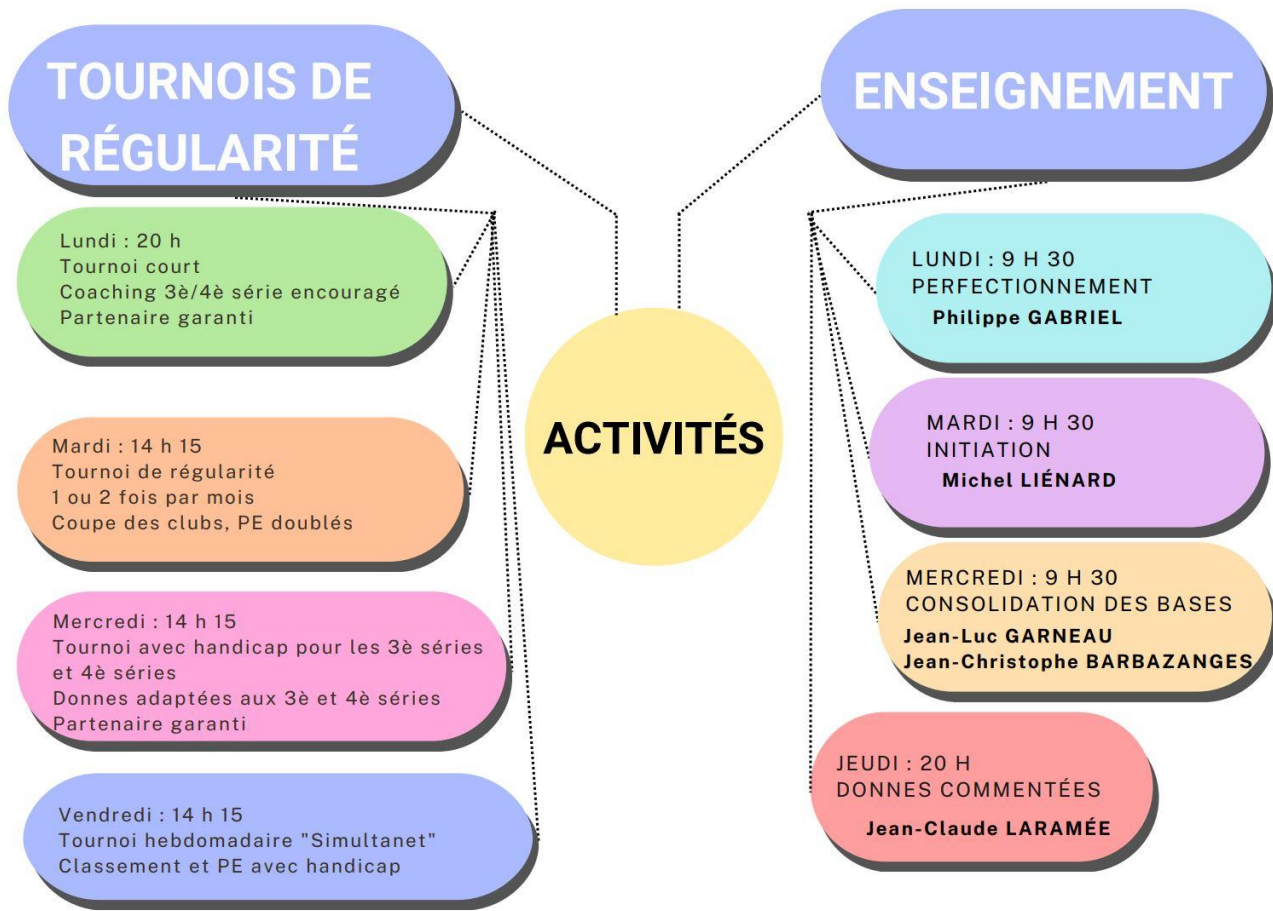 TOURNOIS DE
RÉGULARITÉ
Lundi : 20 h
Tournoi court
Coaching 3è/4è série encouragé
Partenaire garanti
Mardi : 14 h 15
Tournoi de régularité
1 ou 2 fois par mois
Coupe des clubs, PE doublés
Mercredi : 14 h 15
Tournoi avec handicap pour les 3è séries
et 4è séries
Donnes adaptées aux 3è et 4è séries
Partenaire garanti
Vendredi : 14 h 15
Tournoi hebdomadaire "Simultanet"
Classement et PE avec handicap
ACTIVITÉS
ENSEIGNEMENT
LUNDI : 9 H 30
PERFECTIONNEMENT
Philippe GABRIEL
MARDI : 9 H 30
INITIATION
Michel LIÉNARD
MERCREDI : 9 H 30
CONSOLIDATION DES BASES
Jean-Luc GARNEAU
Jean-Christophe BARBAZANGES
JEUDI : 20 H
DONNES COMMENTÉES
Jean-Claude LARAMÉE